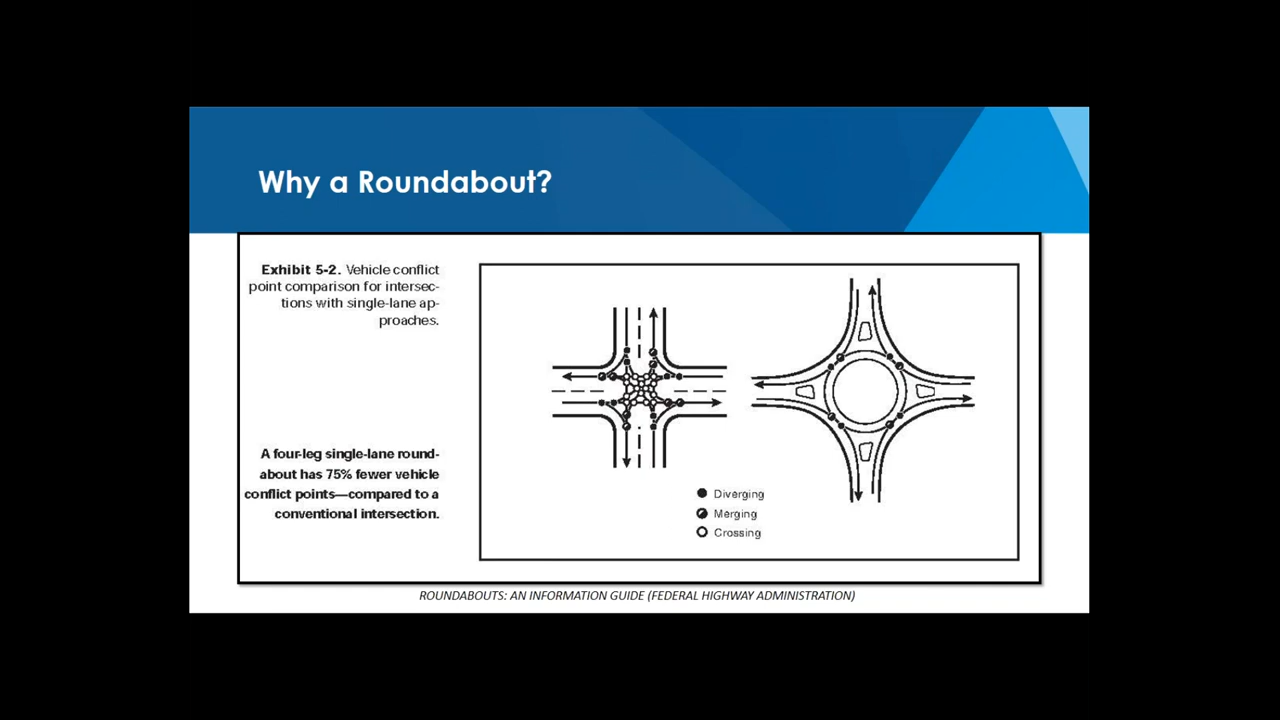 Why a Roundabout?
Exhibit 5-2. Vehicle conflict
point comparison for intersec-
tions with single-lane ap-
proaches.
A four-leg single-lane round-
about has 75% fewer vehicle
conflict points—compared to a
conventional intersection.
Diverging
Merging
Crossing
ROUNDABOUTS: AN INFORMATION GUIDE (FEDERAL HIGHWAY ADMINISTRATION)